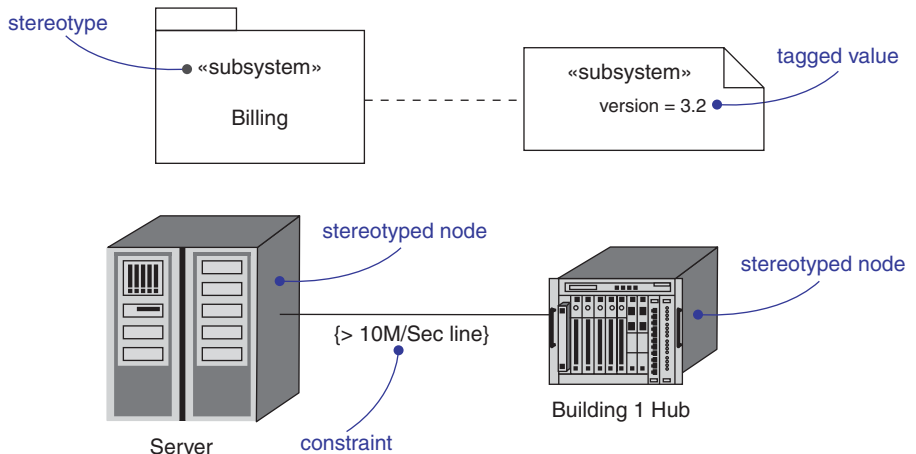 stereotype
«subsystem»
Billing
«subsystem»
version = 3.2
tagged value
stereotyped node
stereotyped node
{> 10M/Sec line}
Building 1 Hub
Server
constraint